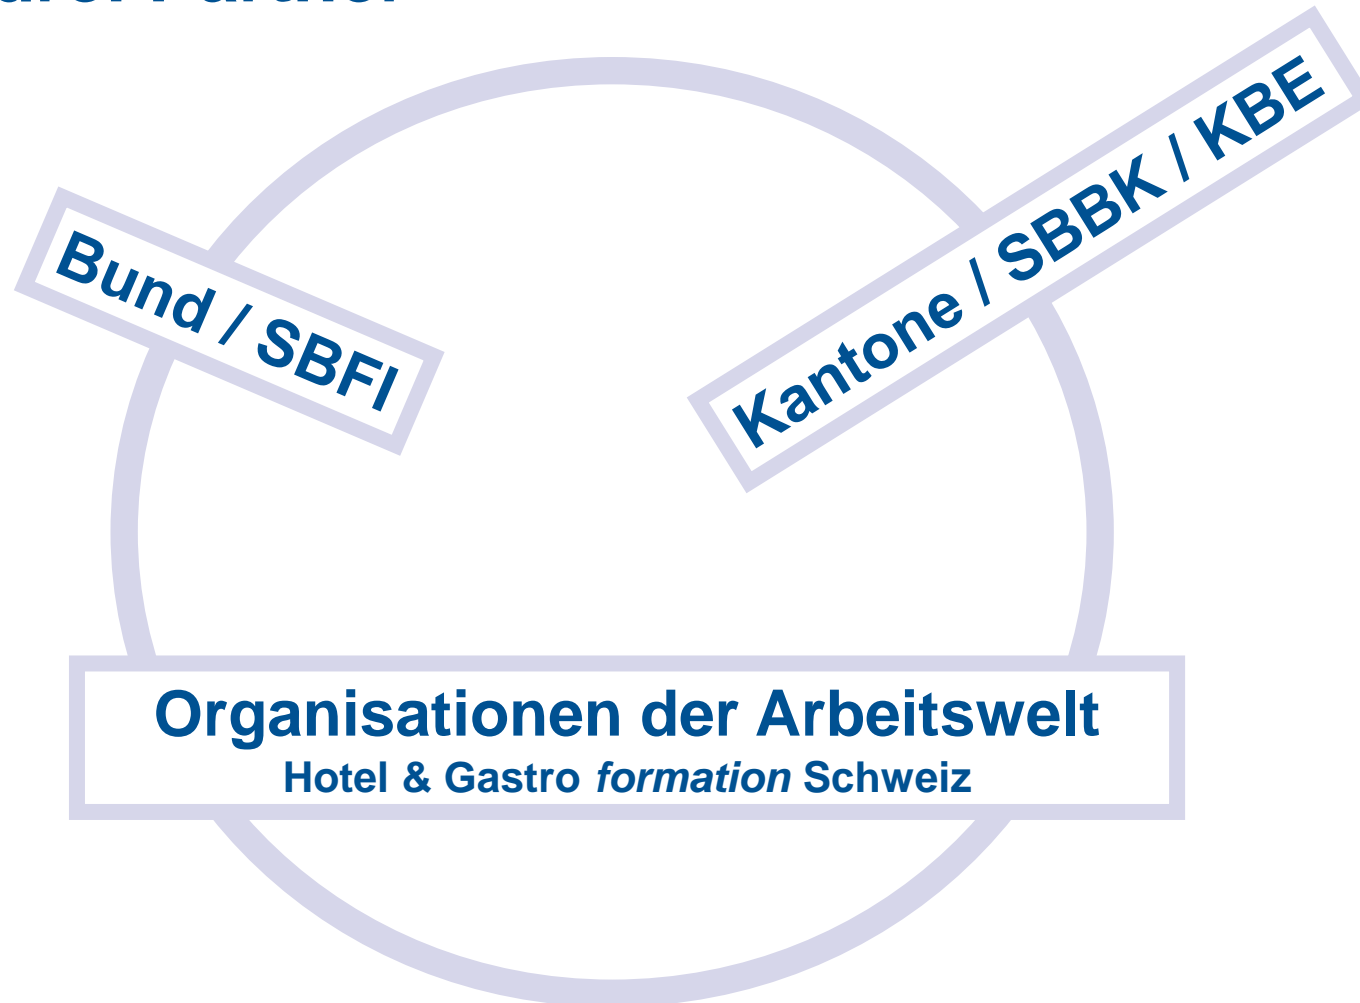 Bund / SBFI
Kantone / SBBK / KBE
Organisationen der Arbeitswelt
Hotel & Gastro formation Schweiz